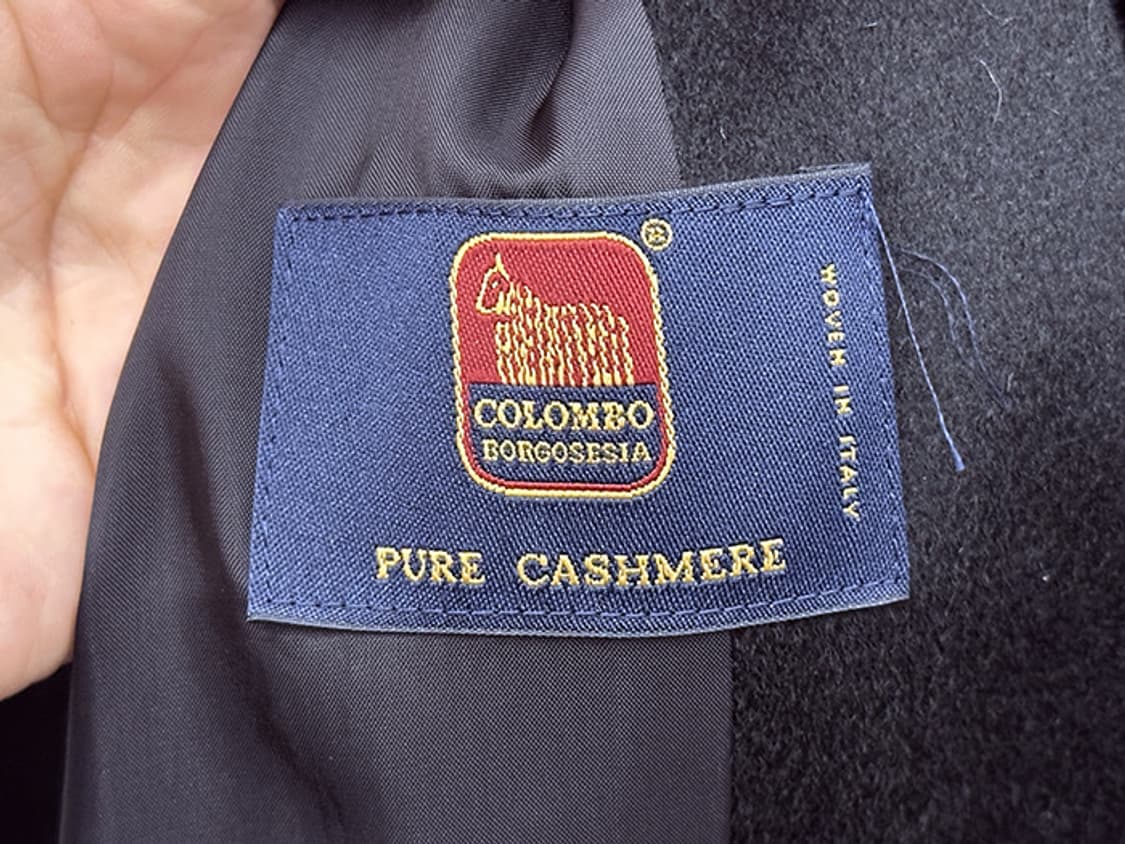 ®
COLOMBO
BORGOSESIA
PURE CASHMERE
WOVEN IN ITALY